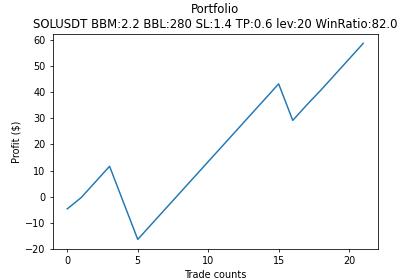 Portfolio
SOLUSDT BBM:2.2 BBL:280 SL:1.4 TP:0.6 lev:20 WinRatio:82.0
60
50
40
30
20
10
0
−10
−20
Profit ($)
0 5 10 15 20
Trade counts